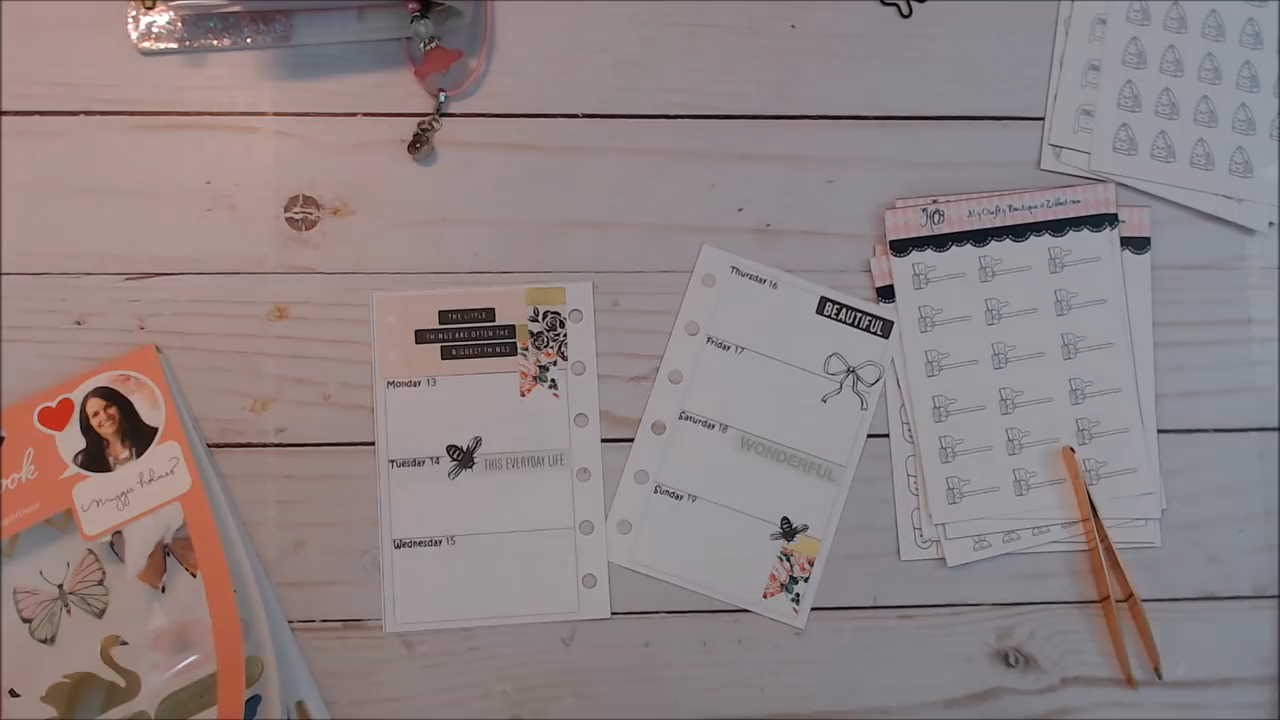 THE LITTLE
THINGS ARE OFTEN THE
BIGGEST THINGS
Monday 13
Tuesday 14
THIS EVERYDAY LIFE
Wednesday 15
Thursday 16
BEAUTIFUL
Friday 17
Saturday 18
WONDERFUL
Sunday 19
MCB
My Crafty Boutique
ook
Maggie Holmes